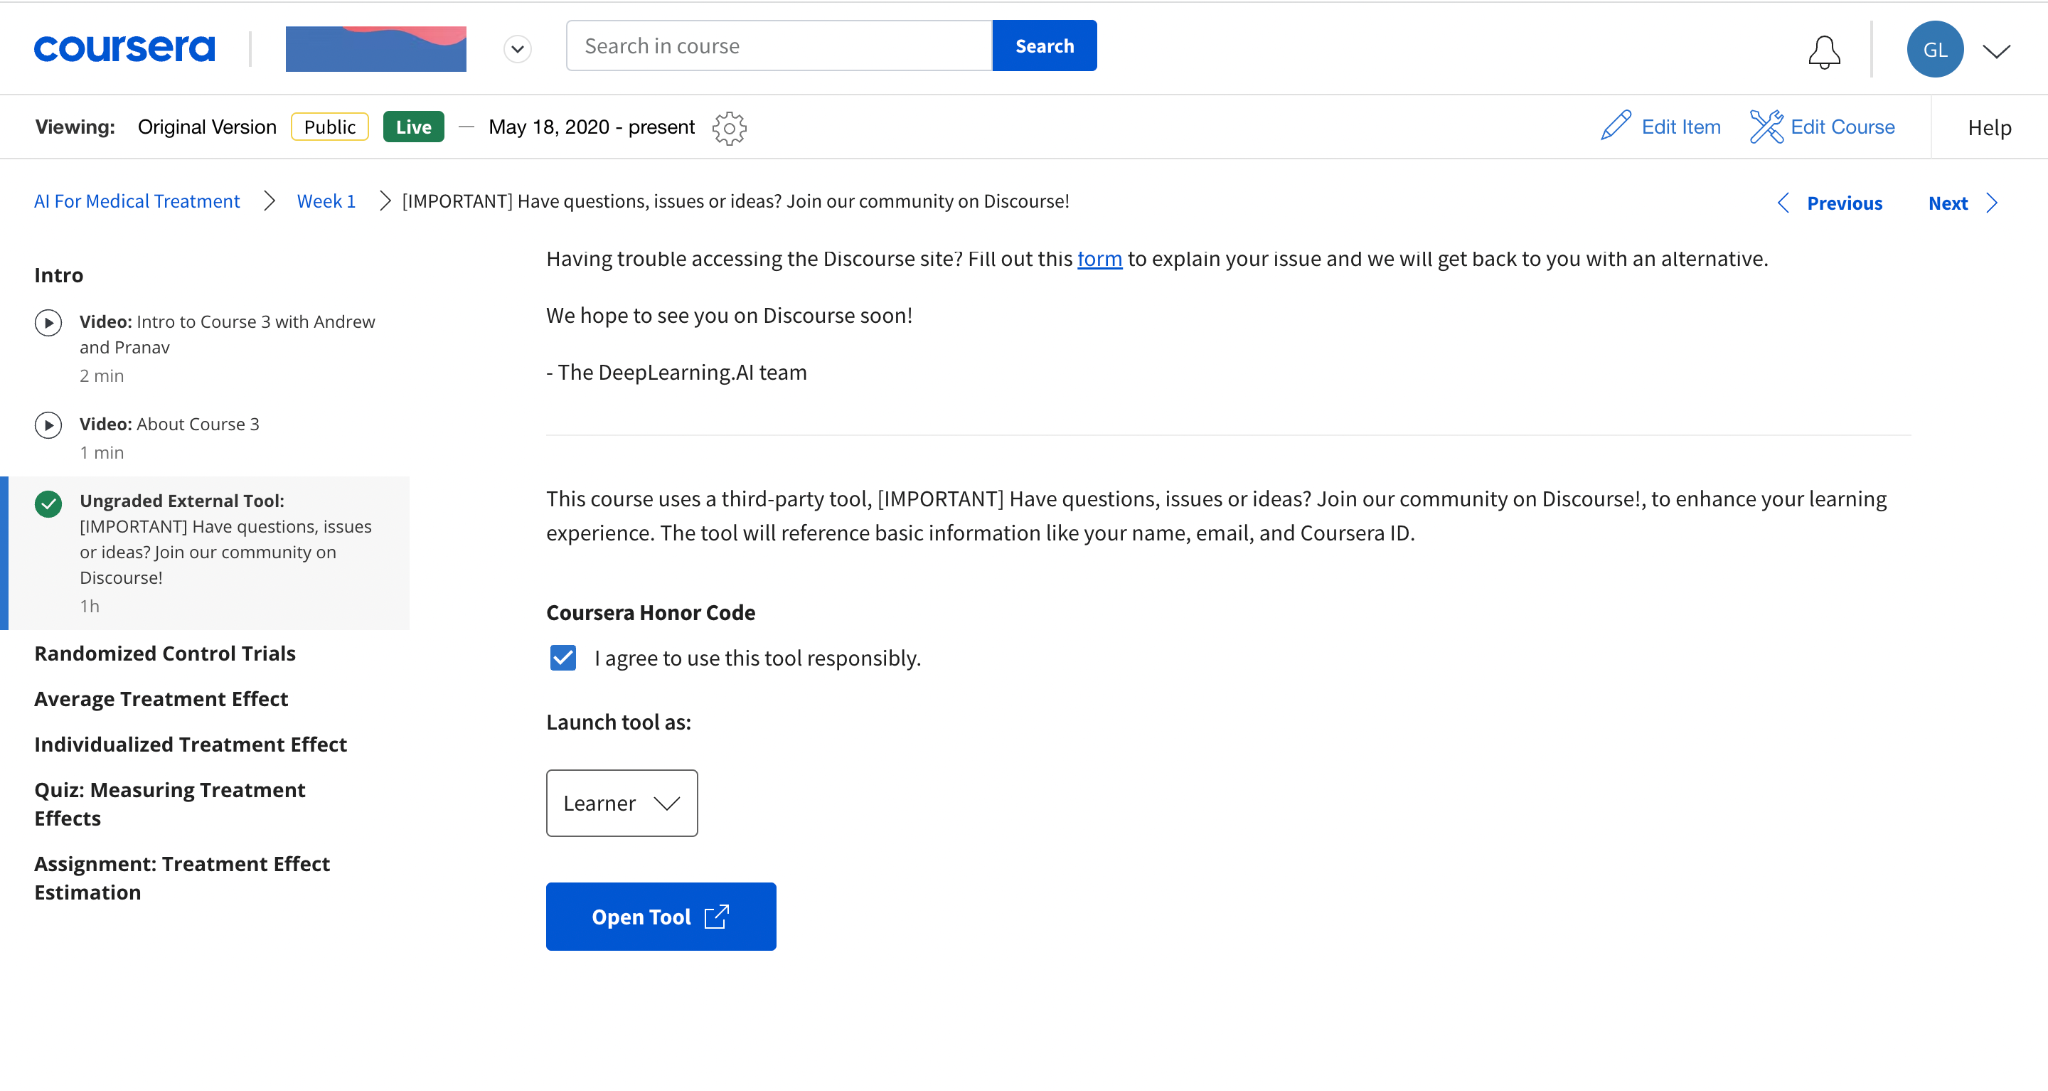 coursera
Search in course
Search
GL
Viewing: Original Version Public Live — May 18, 2020 - present
Edit Item
Edit Course
Help
AI For Medical Treatment > Week 1 > [IMPORTANT] Have questions, issues or ideas? Join our community on Discourse!
Previous
Next
Intro
Video: Intro to Course 3 with Andrew
and Pranav
2 min
Video: About Course 3
1 min
Ungraded External Tool:
[IMPORTANT] Have questions, issues
or ideas? Join our community on
Discourse!
1h
Randomized Control Trials
Average Treatment Effect
Individualized Treatment Effect
Quiz: Measuring Treatment
Effects
Assignment: Treatment Effect
Estimation
Having trouble accessing the Discourse site? Fill out this form to explain your issue and we will get back to you with an alternative.
We hope to see you on Discourse soon!
- The DeepLearning.AI team
This course uses a third-party tool, [IMPORTANT] Have questions, issues or ideas? Join our community on Discourse!, to enhance your learning
experience. The tool will reference basic information like your name, email, and Coursera ID.
Coursera Honor Code
I agree to use this tool responsibly.
Launch tool as:
Learner
Open Tool